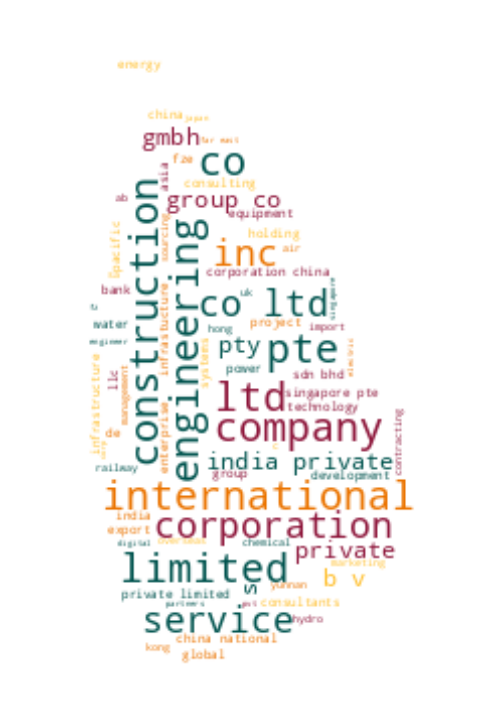 energy
china
japan
gmbh
far east
fze
co
asia
consulting
ab
group co
equipment
construction
engineering
sourcing
pacific
holding
inc
air
corporation china
bank
uk
singapore
co ltd
water
hong
project
import
engineer
infrastructure
pty
pte
power
systems
electric
infrastructure
llc
management
sdn bhd
ltd
singapore pte
technology
company
contracting
de
enterprise
india private
railway
group
development
international
india
corporation
export
digital
overseas
chemical
private
marketing
limited
b v
yunnan
s
private limited
partners
pvt
consultants
service
hydro
china national
kong
global